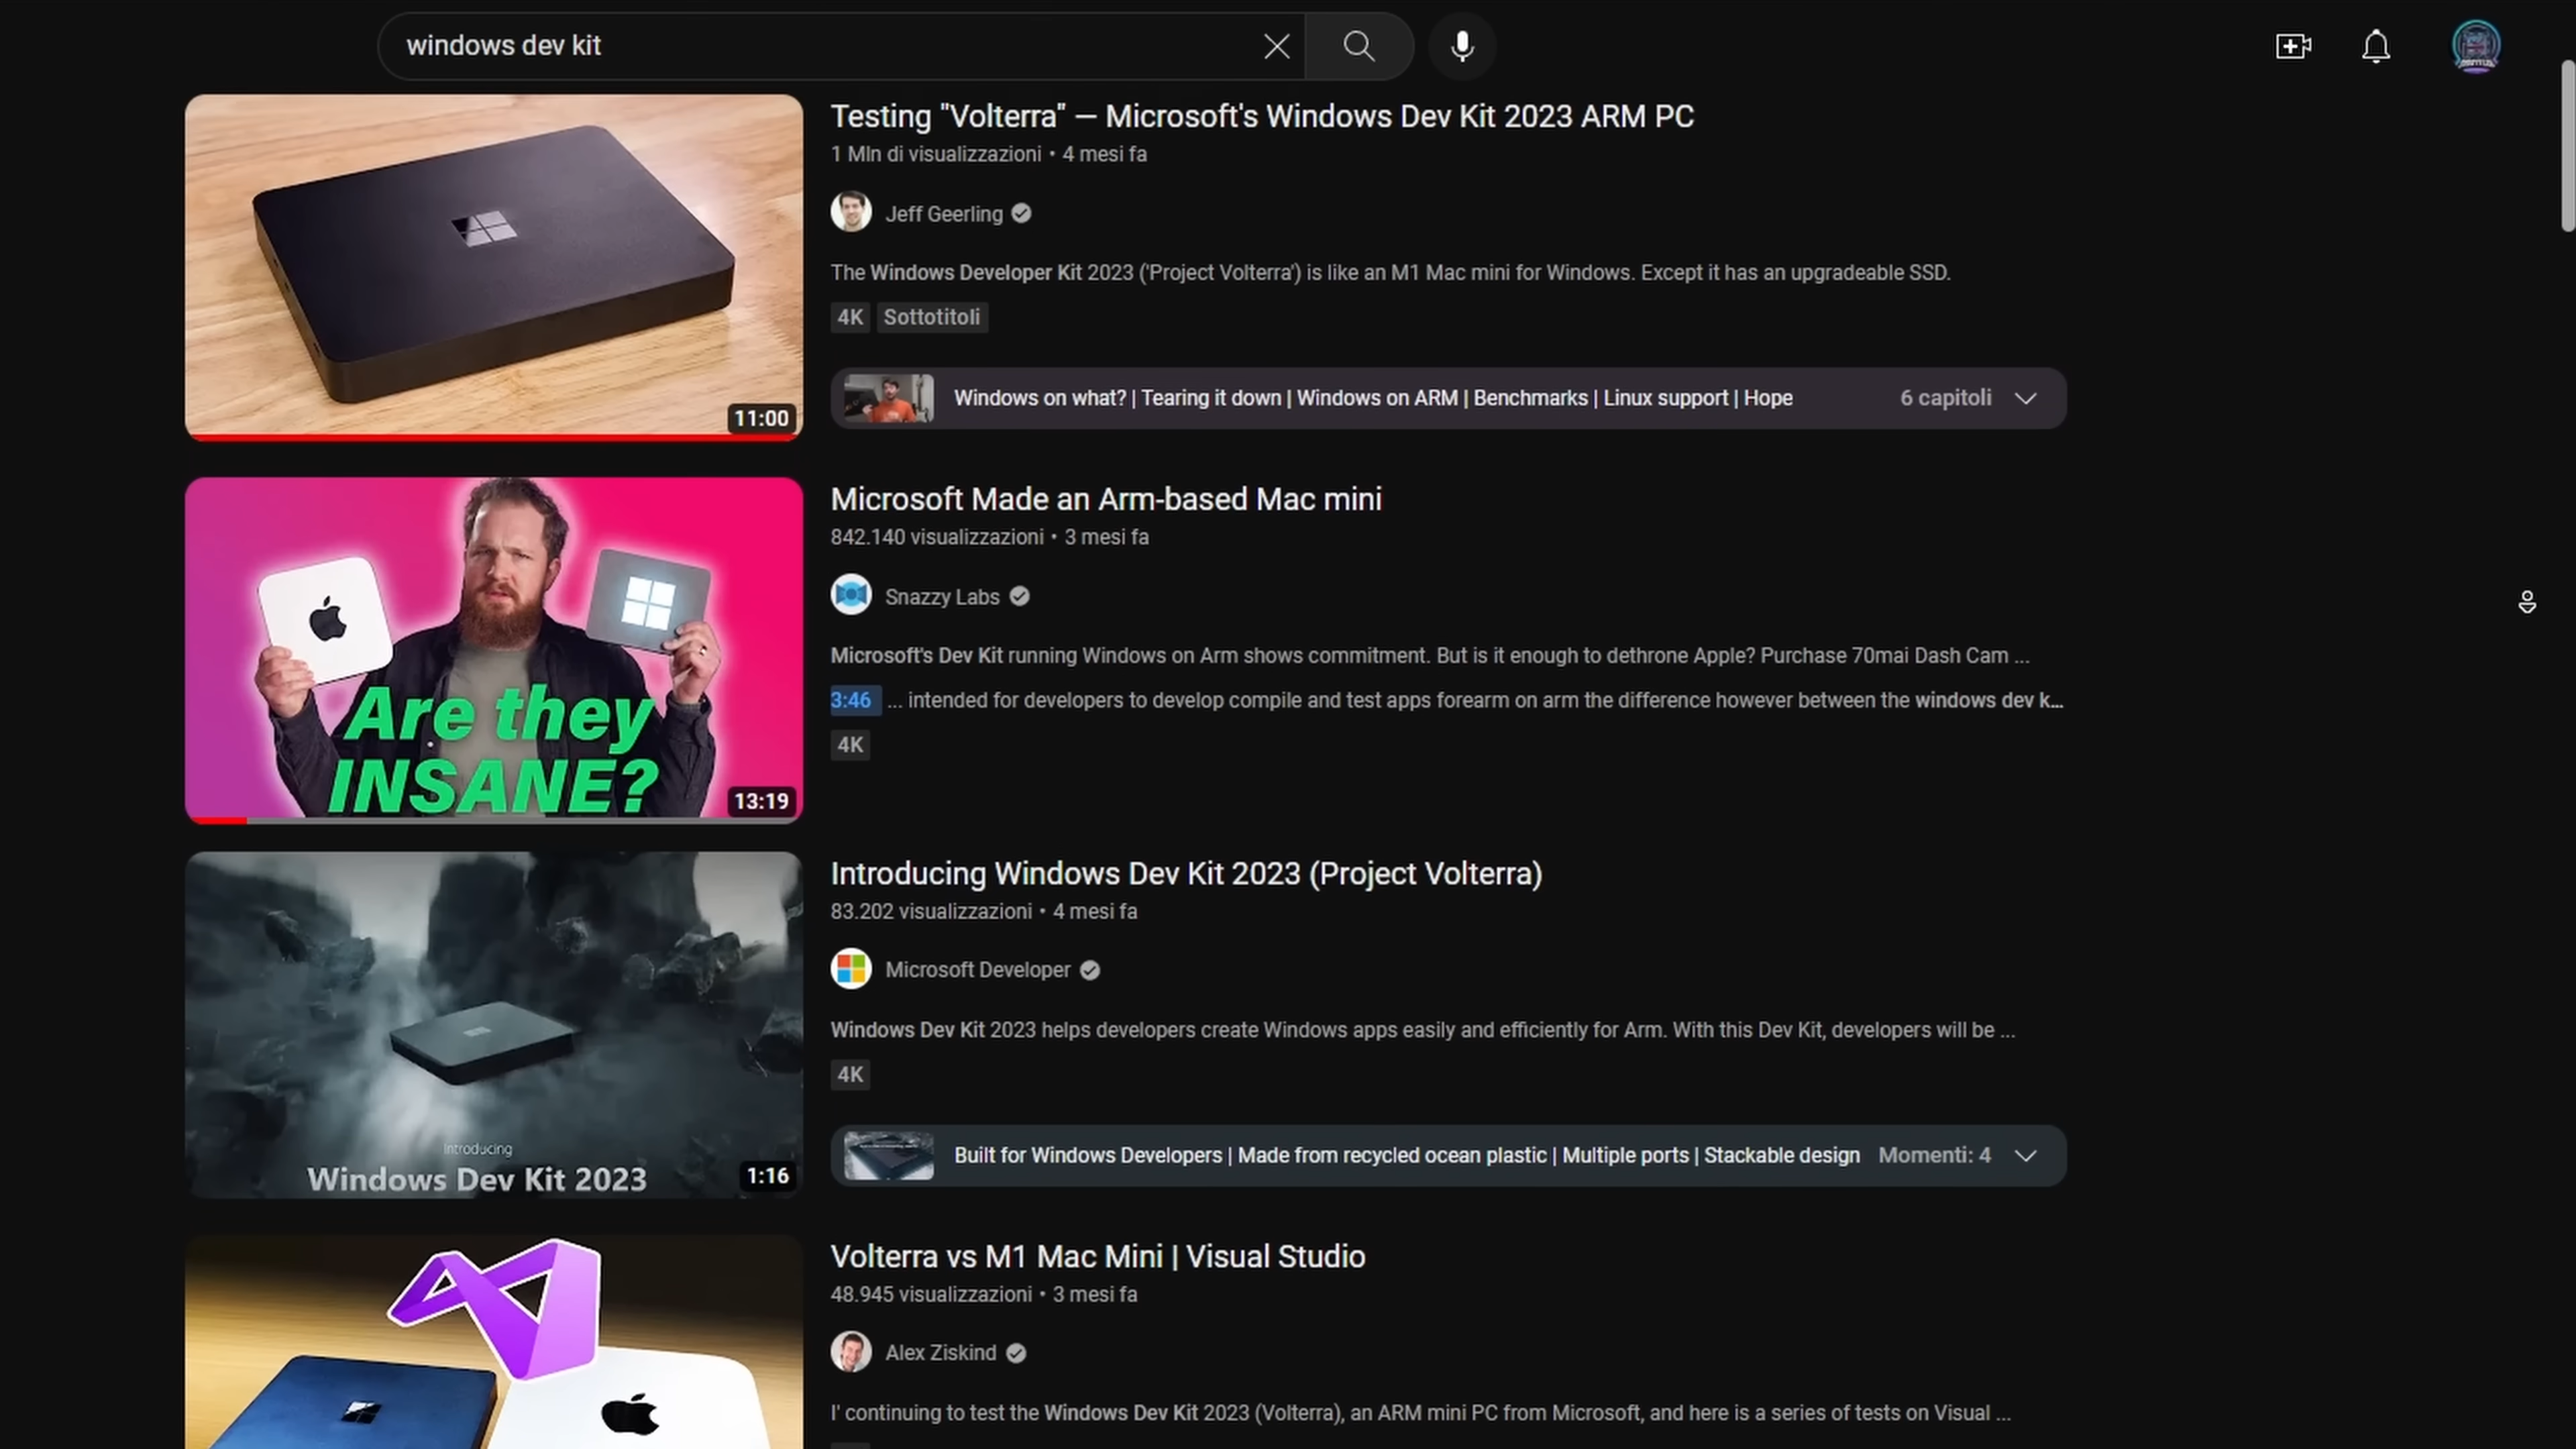 windows dev kit
11:00
Testing "Volterra" — Microsoft's Windows Dev Kit 2023 ARM PC
1 Mln di visualizzazioni • 4 mesi fa
Jeff Geerling
The Windows Developer Kit 2023 ('Project Volterra') is like an M1 Mac mini for Windows. Except it has an upgradeable SSD.
4K Sottotitoli
Windows on what? | Tearing it down | Windows on ARM | Benchmarks | Linux support | Hope 6 capitoli
Are they
INSANE?
13:19
Microsoft Made an Arm-based Mac mini
842.140 visualizzazioni • 3 mesi fa
Snazzy Labs
Microsoft's Dev Kit running Windows on Arm shows commitment. But is it enough to dethrone Apple? Purchase 70mai Dash Cam ...
3:46 ... intended for developers to develop compile and test apps forearm on arm the difference however between the windows dev k...
4K
Introducing
Windows Dev Kit 2023
1:16
Introducing Windows Dev Kit 2023 (Project Volterra)
83.202 visualizzazioni • 4 mesi fa
Microsoft Developer
Windows Dev Kit 2023 helps developers create Windows apps easily and efficiently for Arm. With this Dev Kit, developers will be ...
4K
Built for Windows Developers | Made from recycled ocean plastic | Multiple ports | Stackable design Momenti: 4
Volterra vs M1 Mac Mini | Visual Studio
48.945 visualizzazioni • 3 mesi fa
Alex Ziskind
I' continuing to test the Windows Dev Kit 2023 (Volterra), an ARM mini PC from Microsoft, and here is a series of tests on Visual ...